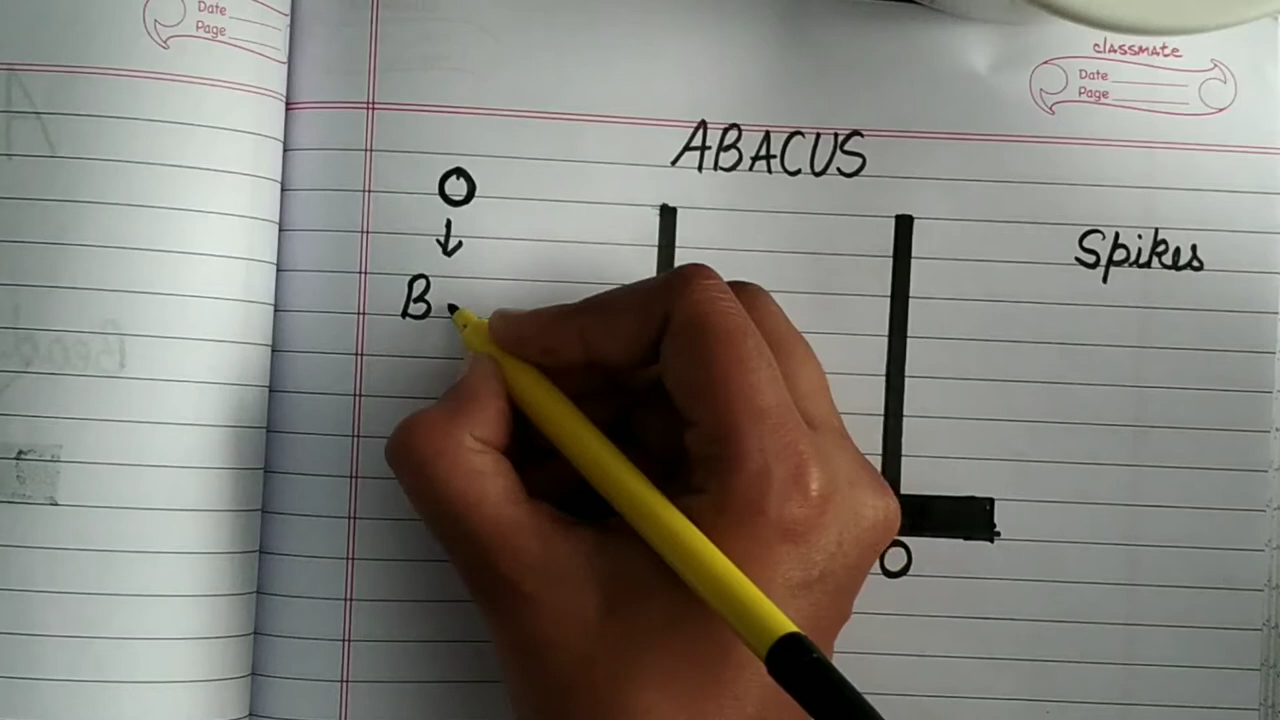 Date
Page
classmate
Date
Page
ABACUS
O
Spikes
B
O